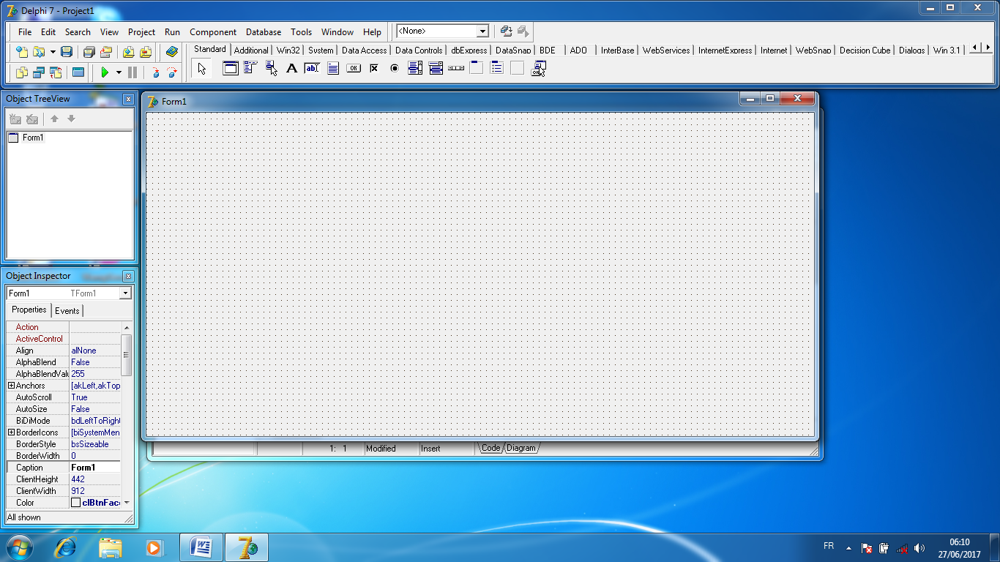 Delphi 7 - Project1
File Edit Search View Project Run Component Database Tools Window Help <None>
Standard Additional Win32 System Data Access Data Controls dbExpress DataSnap BDE ADO InterBase WebServices InternetExpress Internet WebSnap Decision Cube Dialogs Win 3.1
A ab OK
Object TreeView
Form1
Form1
Object Inspector
Form1 TForm1
Properties Events
Action
ActiveControl
Align alNone
AlphaBlend False
AlphaBlendValu 255
Anchors [akLeft,akTop
AutoScroll True
AutoSize False
BiDiMode bdLeftToRight
BorderIcons [biSystemMen
BorderStyle bsSizeable
BorderWidth 0
Caption Form1
ClientHeight 442
ClientWidth 912
Color clBtnFace
All shown
1: 1 Modified Insert Code Diagram
FR
06:10
27/06/2017